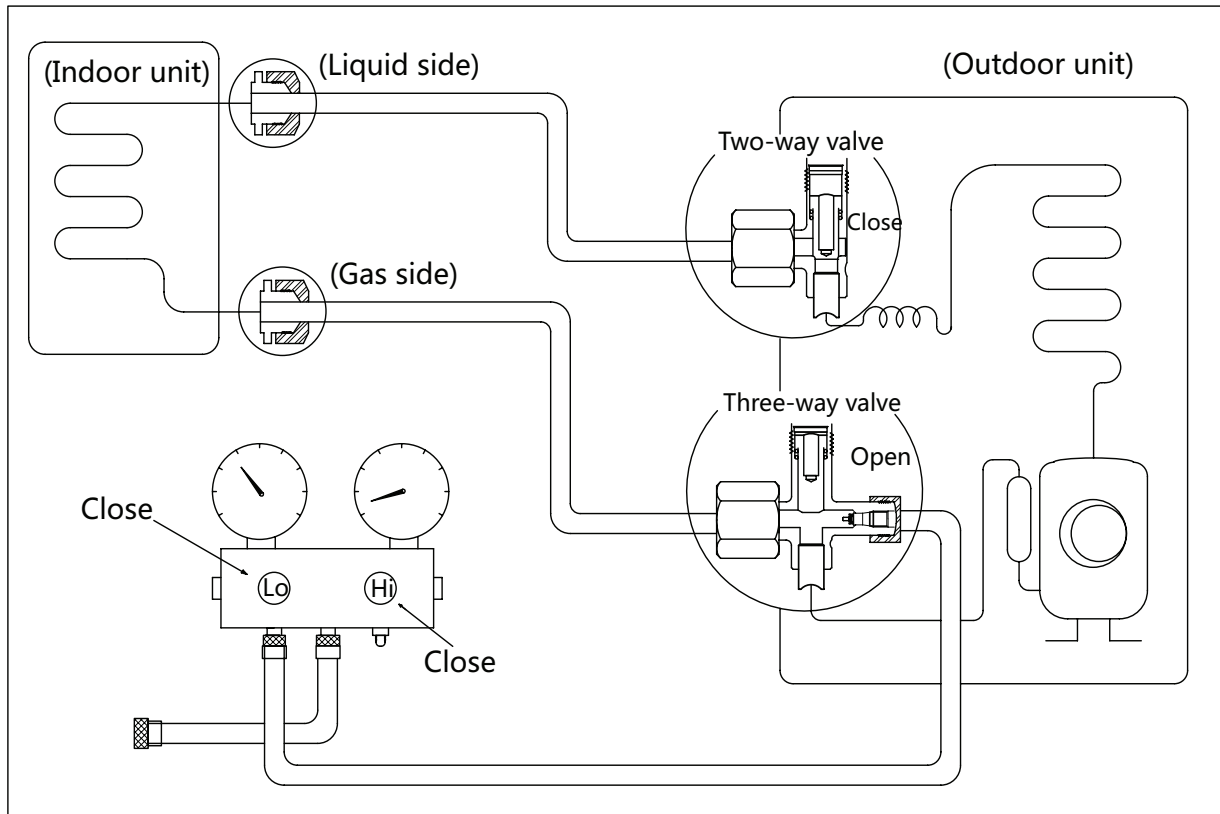 (Indoor unit)
(Liquid side)
(Outdoor unit)
Two-way valve
Close
(Gas side)
Three-way valve
Open
Close
Lo
Hi
Close